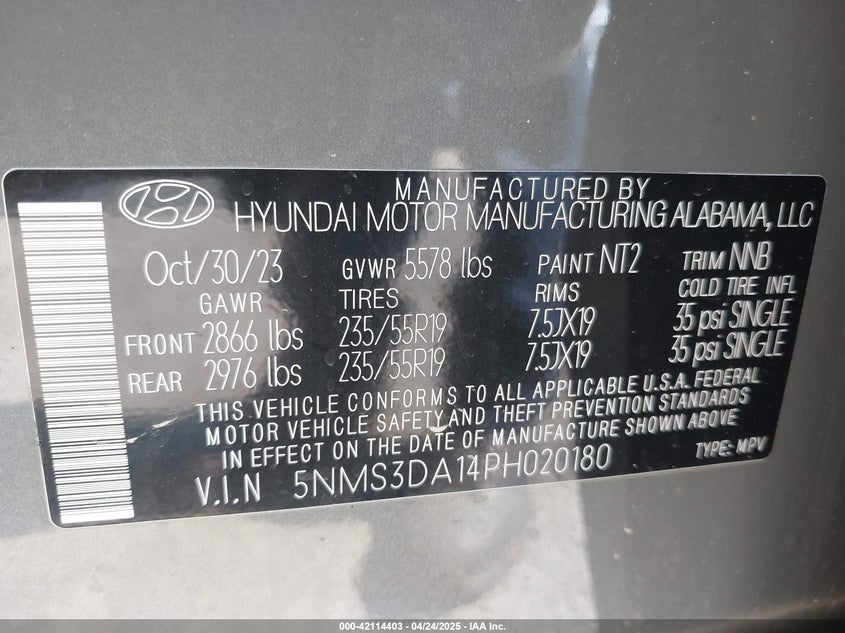 MANUFACTURED BY
HYUNDAI MOTOR MANUFACTURING ALABAMA, LLC
Oct/30/23 GVWR 5578 lbs PAINT NT2 TRIM NNB
GAWR TIRES RIMS COLD TIRE INFL
FRONT 2866 lbs 235/55R19 7.5JX19 35 psi SINGLE
REAR 2976 lbs 235/55R19 7.5JX19 35 psi SINGLE
THIS VEHICLE CONFORMS TO ALL APPLICABLE U.S.A. FEDERAL
MOTOR VEHICLE SAFETY AND THEFT PREVENTION STANDARDS
IN EFFECT ON THE DATE OF MANUFACTURE SHOWN ABOVE
V.I.N 5NMS3DA14PH020180 TYPE: MPV
000-42114403 - 04/24/2025 - IAA Inc.